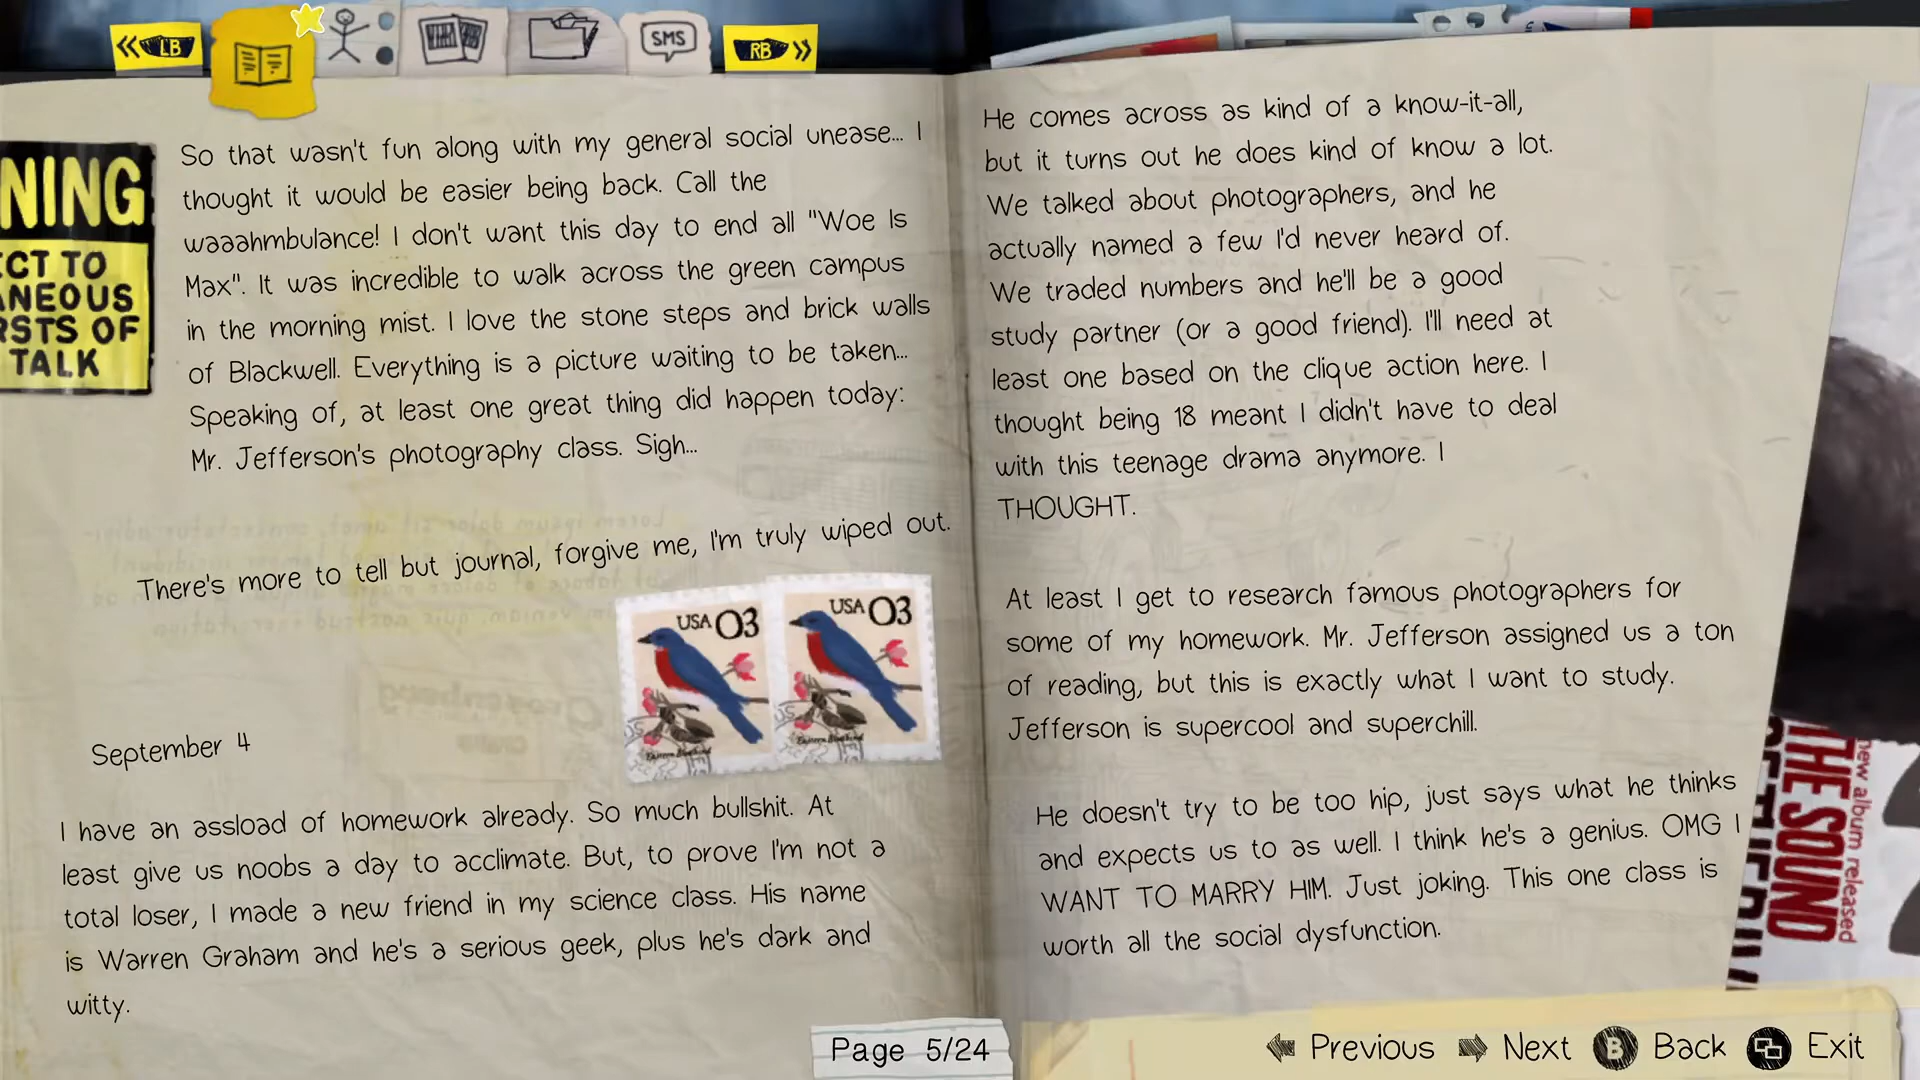 LB
SMS
RB
NING
CT TO
NEOUS
RSTS OF
TALK
So that wasn't fun along with my general social unease... I
thought it would be easier being back. Call the
waaahmbulance! I don't want this day to end all "Woe Is
Max". It was incredible to walk across the green campus
in the morning mist. I love the stone steps and brick walls
of Blackwell. Everything is a picture waiting to be taken...
Speaking of, at least one great thing did happen today:
Mr. Jefferson's photography class. Sigh...
There's more to tell but journal, forgive me, I'm truly wiped out.
USA 03
USA 03
Eastern Bluebird
Eastern Bluebird
September 4
I have an assload of homework already. So much bullshit. At
least give us noobs a day to acclimate. But, to prove I'm not a
total loser, I made a new friend in my science class. His name
is Warren Graham and he's a serious geek, plus he's dark and
witty.
He comes across as kind of a know-it-all,
but it turns out he does kind of know a lot.
We talked about photographers, and he
actually named a few I'd never heard of.
We traded numbers and he'll be a good
study partner (or a good friend). I'll need at
least one based on the clique action here. I
thought being 18 meant I didn't have to deal
with this teenage drama anymore. I
THOUGHT.
At least I get to research famous photographers for
some of my homework. Mr. Jefferson assigned us a ton
of reading, but this is exactly what I want to study.
Jefferson is supercool and superchill.
He doesn't try to be too hip, just says what he thinks
and expects us to as well. I think he's a genius. OMG I
WANT TO MARRY HIM. Just joking. This one class is
worth all the social dysfunction.
new album released
THE SOUND
Page 5/24
Previous Next B Back Exit